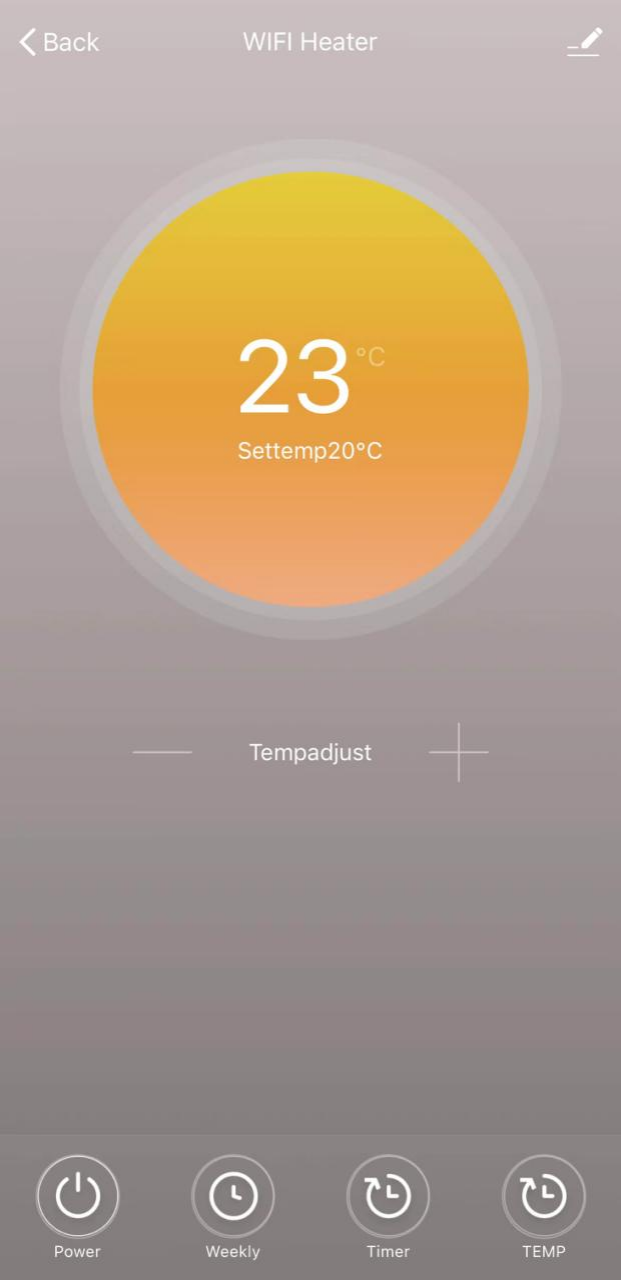 Back
WIFI Heater
23 °C
Settemp20°C
Tempadjust
Power
Weekly
Timer
TEMP